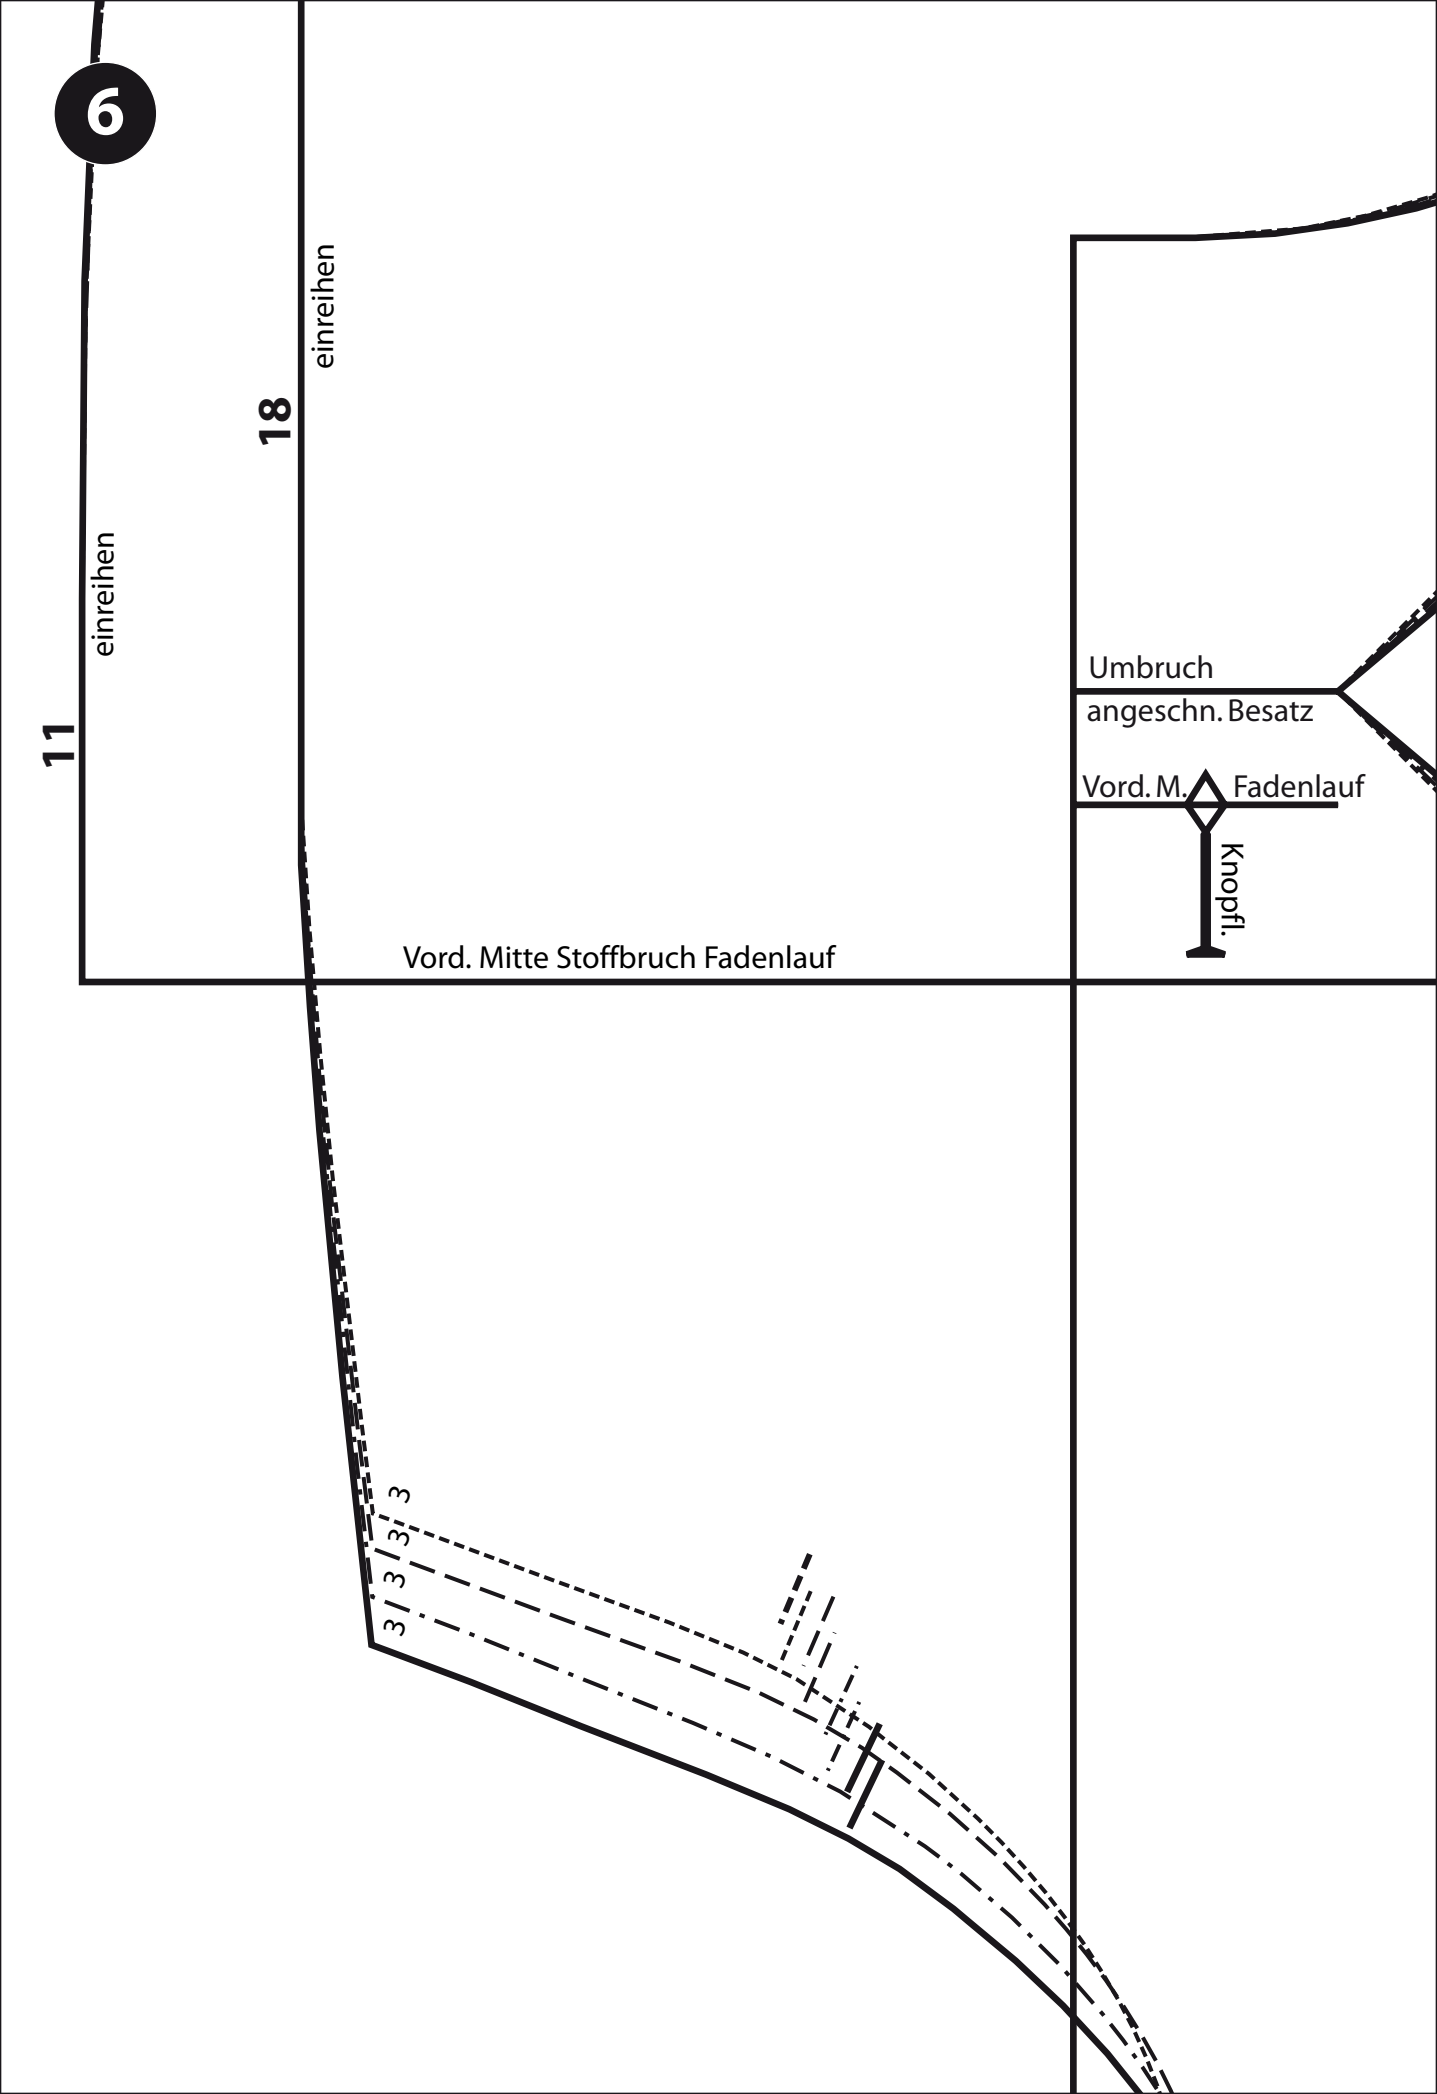 6
einreihen
18
einreihen
11
Umbruch
angeschn. Besatz
Vord. M. Fadenlauf
Knopfl.
Vord. Mitte Stoffbruch Fadenlauf
3
3
3
3